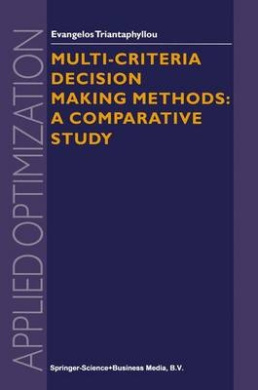 APPLIED OPTIMIZATION
Evangelos Triantaphyllou
MULTI-CRITERIA
DECISION
MAKING METHODS:
A COMPARATIVE
STUDY
Springer-Science+Business Media, B.V.